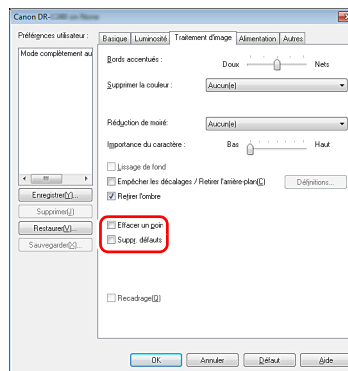 Canon DR-
Préférences utilisateur :
Mode complètement au
Enregistrer(Y)...
Supprimer(J)
Restaurer(V)...
Sauvegarder(X)...
Basique Luminosité Traitement d'image Alimentation Autres
Bords accentués : Doux Nets
Supprimer la couleur : Aucun(e)
Réduction de moiré: Aucun(e)
Importance du caractère : Bas Haut
Lissage de fond
Empêcher les décalages / Retirer l'arrière-plan(C) Définitions...
Retirer l'ombre
Effacer un poin
Suppr. défauts
Recadrage(Q)
OK Annuler Défaut Aide